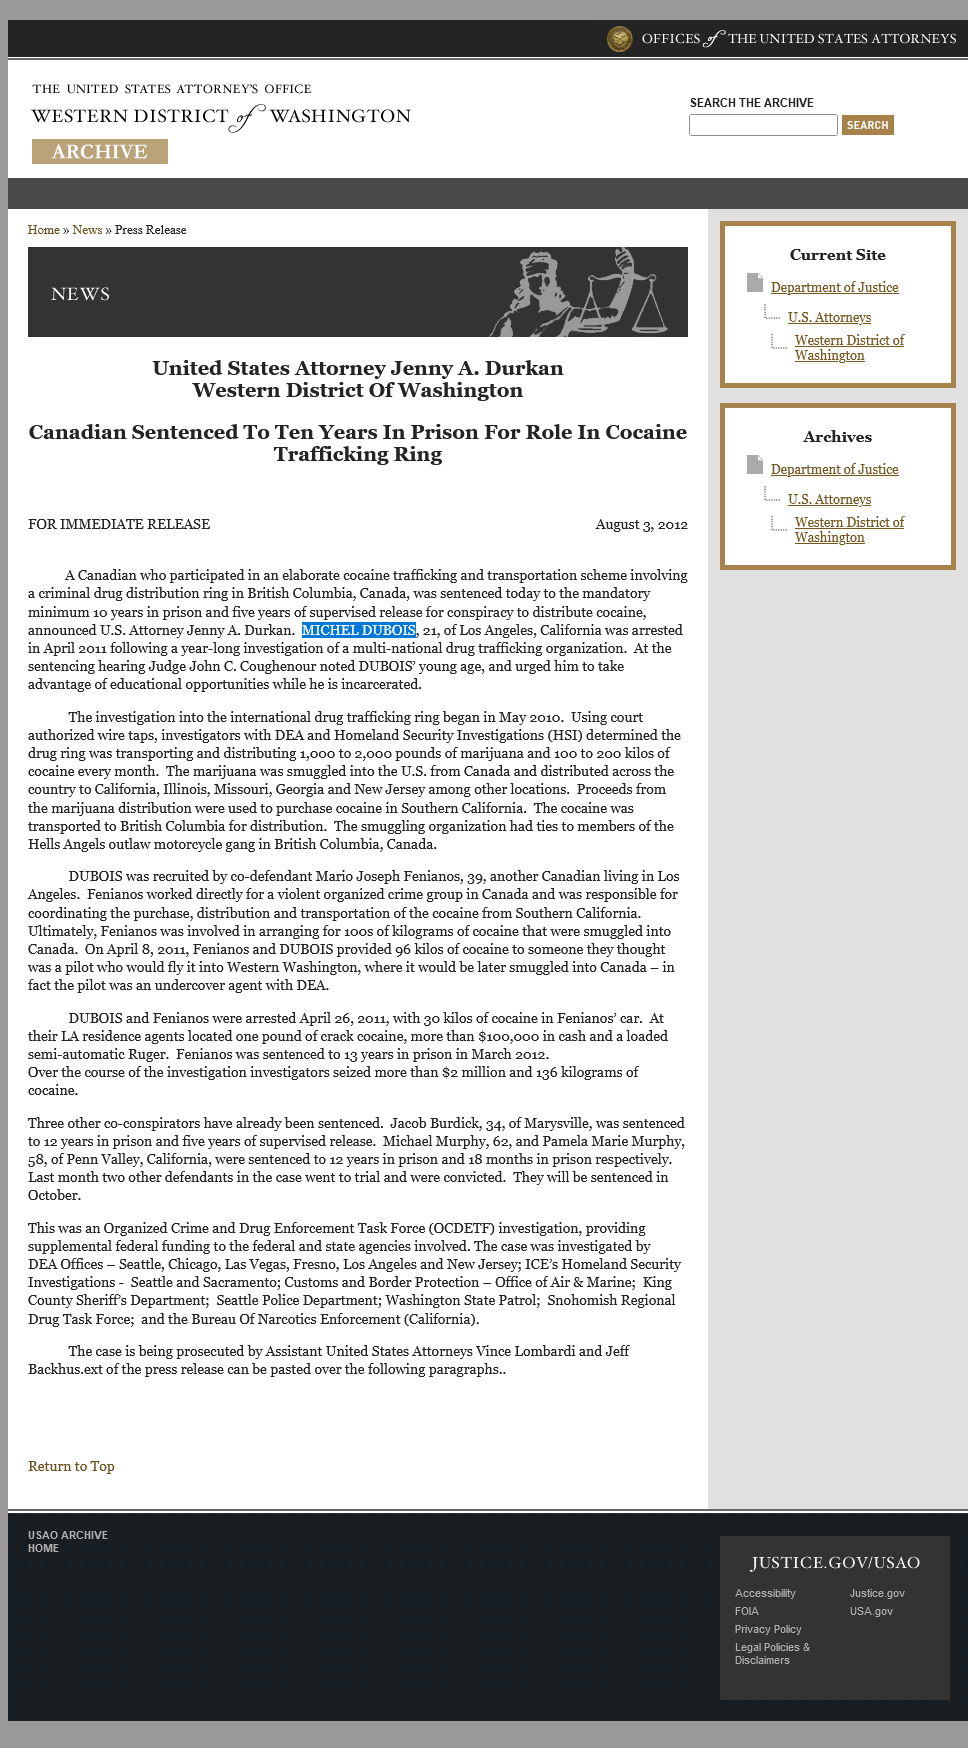 OFFICES of THE UNITED STATES ATTORNEYS
THE UNITED STATES ATTORNEY'S OFFICE
WESTERN DISTRICT of WASHINGTON
ARCHIVE
SEARCH THE ARCHIVE
SEARCH
Home » News » Press Release
NEWS
United States Attorney Jenny A. Durkan
Western District Of Washington
Canadian Sentenced To Ten Years In Prison For Role In Cocaine
Trafficking Ring
FOR IMMEDIATE RELEASE August 3, 2012
A Canadian who participated in an elaborate cocaine trafficking and transportation scheme involving
a criminal drug distribution ring in British Columbia, Canada, was sentenced today to the mandatory
minimum 10 years in prison and five years of supervised release for conspiracy to distribute cocaine,
announced U.S. Attorney Jenny A. Durkan.  MICHEL DUBOIS, 21, of Los Angeles, California was arrested
in April 2011 following a year-long investigation of a multi-national drug trafficking organization.  At the
sentencing hearing Judge John C. Coughenour noted DUBOIS’ young age, and urged him to take
advantage of educational opportunities while he is incarcerated.
The investigation into the international drug trafficking ring began in May 2010.  Using court
authorized wire taps, investigators with DEA and Homeland Security Investigations (HSI) determined the
drug ring was transporting and distributing 1,000 to 2,000 pounds of marijuana and 100 to 200 kilos of
cocaine every month.  The marijuana was smuggled into the U.S. from Canada and distributed across the
country to California, Illinois, Missouri, Georgia and New Jersey among other locations.  Proceeds from
the marijuana distribution were used to purchase cocaine in Southern California.  The cocaine was
transported to British Columbia for distribution.  The smuggling organization had ties to members of the
Hells Angels outlaw motorcycle gang in British Columbia, Canada.
DUBOIS was recruited by co-defendant Mario Joseph Fenianos, 39, another Canadian living in Los
Angeles.  Fenianos worked directly for a violent organized crime group in Canada and was responsible for
coordinating the purchase, distribution and transportation of the cocaine from Southern California.
Ultimately, Fenianos was involved in arranging for 100s of kilograms of cocaine that were smuggled into
Canada.  On April 8, 2011, Fenianos and DUBOIS provided 96 kilos of cocaine to someone they thought
was a pilot who would fly it into Western Washington, where it would be later smuggled into Canada – in
fact the pilot was an undercover agent with DEA.
DUBOIS and Fenianos were arrested April 26, 2011, with 30 kilos of cocaine in Fenianos’ car.  At
their LA residence agents located one pound of crack cocaine, more than $100,000 in cash and a loaded
semi-automatic Ruger.  Fenianos was sentenced to 13 years in prison in March 2012.
Over the course of the investigation investigators seized more than $2 million and 136 kilograms of
cocaine.
Three other co-conspirators have already been sentenced.  Jacob Burdick, 34, of Marysville, was sentenced
to 12 years in prison and five years of supervised release.  Michael Murphy, 62, and Pamela Marie Murphy,
58, of Penn Valley, California, were sentenced to 12 years in prison and 18 months in prison respectively.
Last month two other defendants in the case went to trial and were convicted.  They will be sentenced in
October.
This was an Organized Crime and Drug Enforcement Task Force (OCDETF) investigation, providing
supplemental federal funding to the federal and state agencies involved. The case was investigated by
DEA Offices – Seattle, Chicago, Las Vegas, Fresno, Los Angeles and New Jersey; ICE’s Homeland Security
Investigations -  Seattle and Sacramento; Customs and Border Protection – Office of Air & Marine;  King
County Sheriff’s Department;  Seattle Police Department; Washington State Patrol;  Snohomish Regional
Drug Task Force;  and the Bureau Of Narcotics Enforcement (California).
The case is being prosecuted by Assistant United States Attorneys Vince Lombardi and Jeff
Backhus.ext of the press release can be pasted over the following paragraphs..
Return to Top
Current Site
Department of Justice
U.S. Attorneys
Western District of
Washington
Archives
Department of Justice
U.S. Attorneys
Western District of
Washington
USAO ARCHIVE
HOME
JUSTICE.GOV/USAO
Accessibility
FOIA
Privacy Policy
Legal Policies &
Disclaimers
Justice.gov
USA.gov